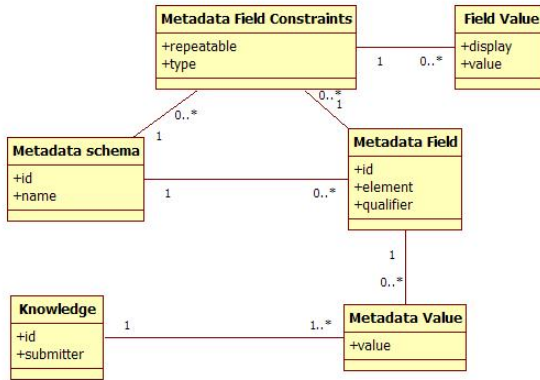 Metadata Field Constraints
+repeatable
+type
Field Value
+display
+value
1
0..*
0..*
1
0..*
1
Metadata schema
+id
+name
1
0..*
Metadata Field
+id
+element
+qualifier
1
0..*
Knowledge
+id
+submitter
1
1..*
Metadata Value
+value